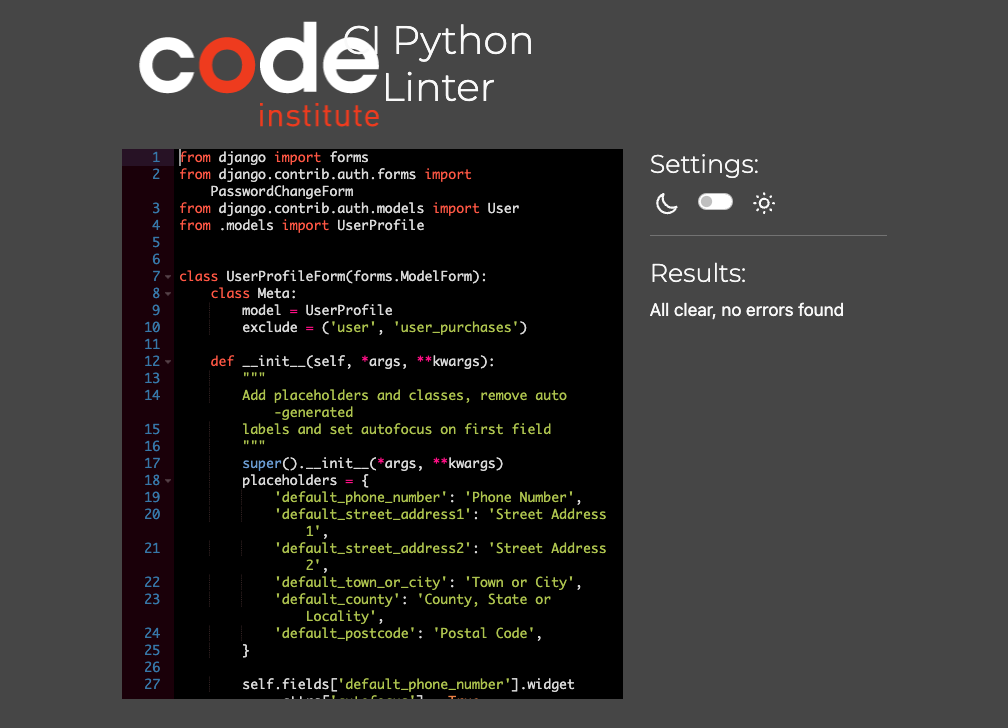 code
institute
CI Python
Linter
1 from django import forms
2 from django.contrib.auth.forms import
PasswordChangeForm
3 from django.contrib.auth.models import User
4 from .models import UserProfile
5
6
7 class UserProfileForm(forms.ModelForm):
8 class Meta:
9 model = UserProfile
10 exclude = ('user', 'user_purchases')
11
12 def __init__(self, *args, **kwargs):
13 """
14 Add placeholders and classes, remove auto
-generated
15 labels and set autofocus on first field
16 """
17 super().__init__(*args, **kwargs)
18 placeholders = {
19 'default_phone_number': 'Phone Number',
20 'default_street_address1': 'Street Address
1',
21 'default_street_address2': 'Street Address
2',
22 'default_town_or_city': 'Town or City',
23 'default_county': 'County, State or
Locality',
24 'default_postcode': 'Postal Code',
25 }
26
27 self.fields['default_phone_number'].widget
.attrs['autofocus'] = True
Settings:
Results:
All clear, no errors found